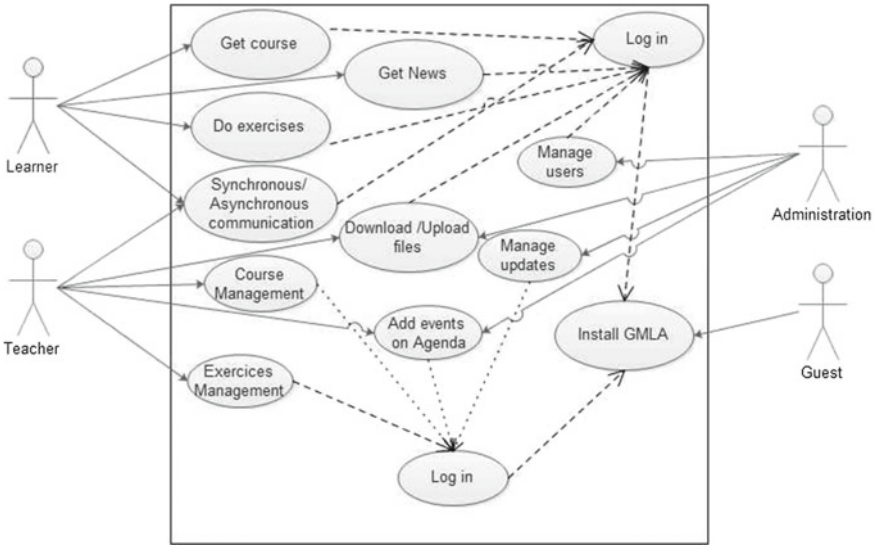 Get course
Log in
Get News
Do exercises
Learner
Manage
users
Synchronous/
Asynchronous
communication
Administration
Download /Upload
files
Manage
updates
Course
Management
Teacher
Add events
on Agenda
Install GMLA
Guest
Exercices
Management
Log in